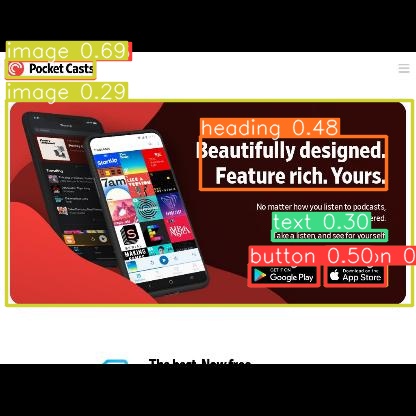 image 0.69
Pocket Casts
image 0.29
heading 0.48
Beautifully designed.
Feature rich. Yours.
No matter how you listen to podcasts,
text 0.30
Take a listen, and see for yourself
button 0.50
GET IT ON
Google Play
Download on the
App Store
The best. Now free.